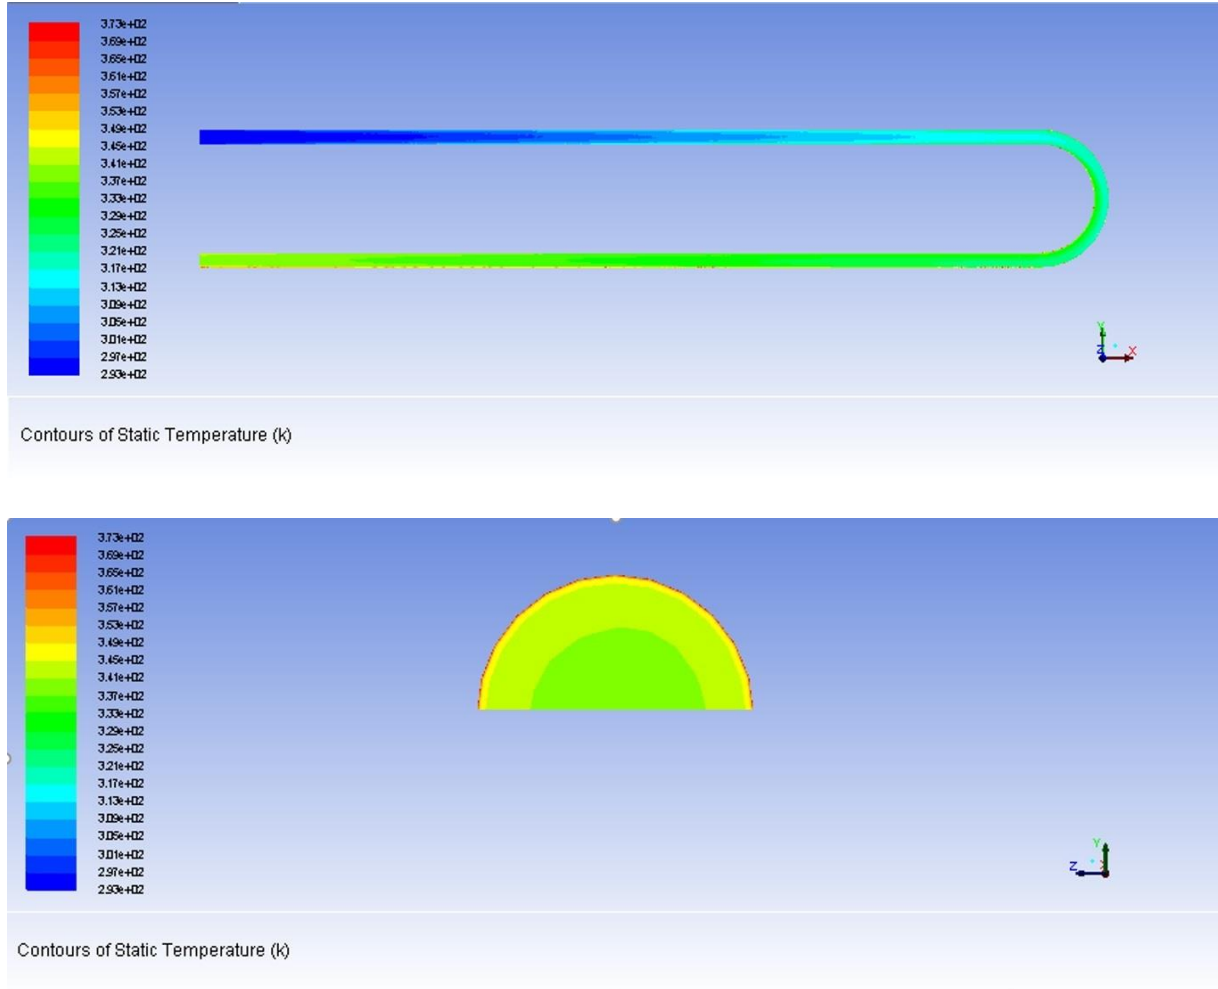 3.73e+02
3.69e+02
3.65e+02
3.61e+02
3.57e+02
3.53e+02
3.49e+02
3.45e+02
3.41e+02
3.37e+02
3.33e+02
3.29e+02
3.25e+02
3.21e+02
3.17e+02
3.13e+02
3.09e+02
3.05e+02
3.01e+02
2.97e+02
2.93e+02
Y
Z X
Contours of Static Temperature (k)
3.73e+02
3.69e+02
3.65e+02
3.61e+02
3.57e+02
3.53e+02
3.49e+02
3.45e+02
3.41e+02
3.37e+02
3.33e+02
3.29e+02
3.25e+02
3.21e+02
3.17e+02
3.13e+02
3.09e+02
3.05e+02
3.01e+02
2.97e+02
2.93e+02
Y
Z X
Contours of Static Temperature (k)